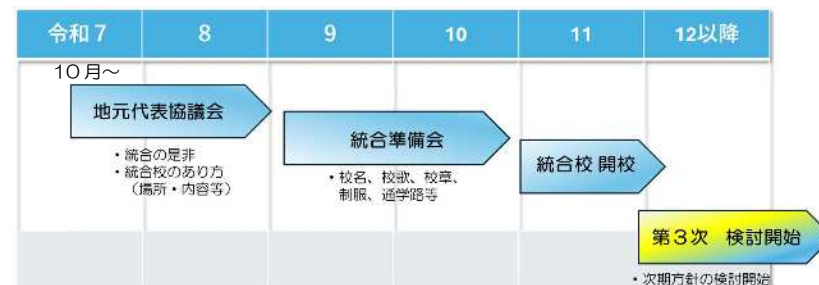 令和7 8 9 10 11 12以降
10月～
地元代表協議会
・統合の是非
・統合校のあり方
（場所・内容等）
統合準備会
・校名、校歌、校章、
制服、通学路等
統合校 開校
第3次 検討開始
・次期方針の検討開始